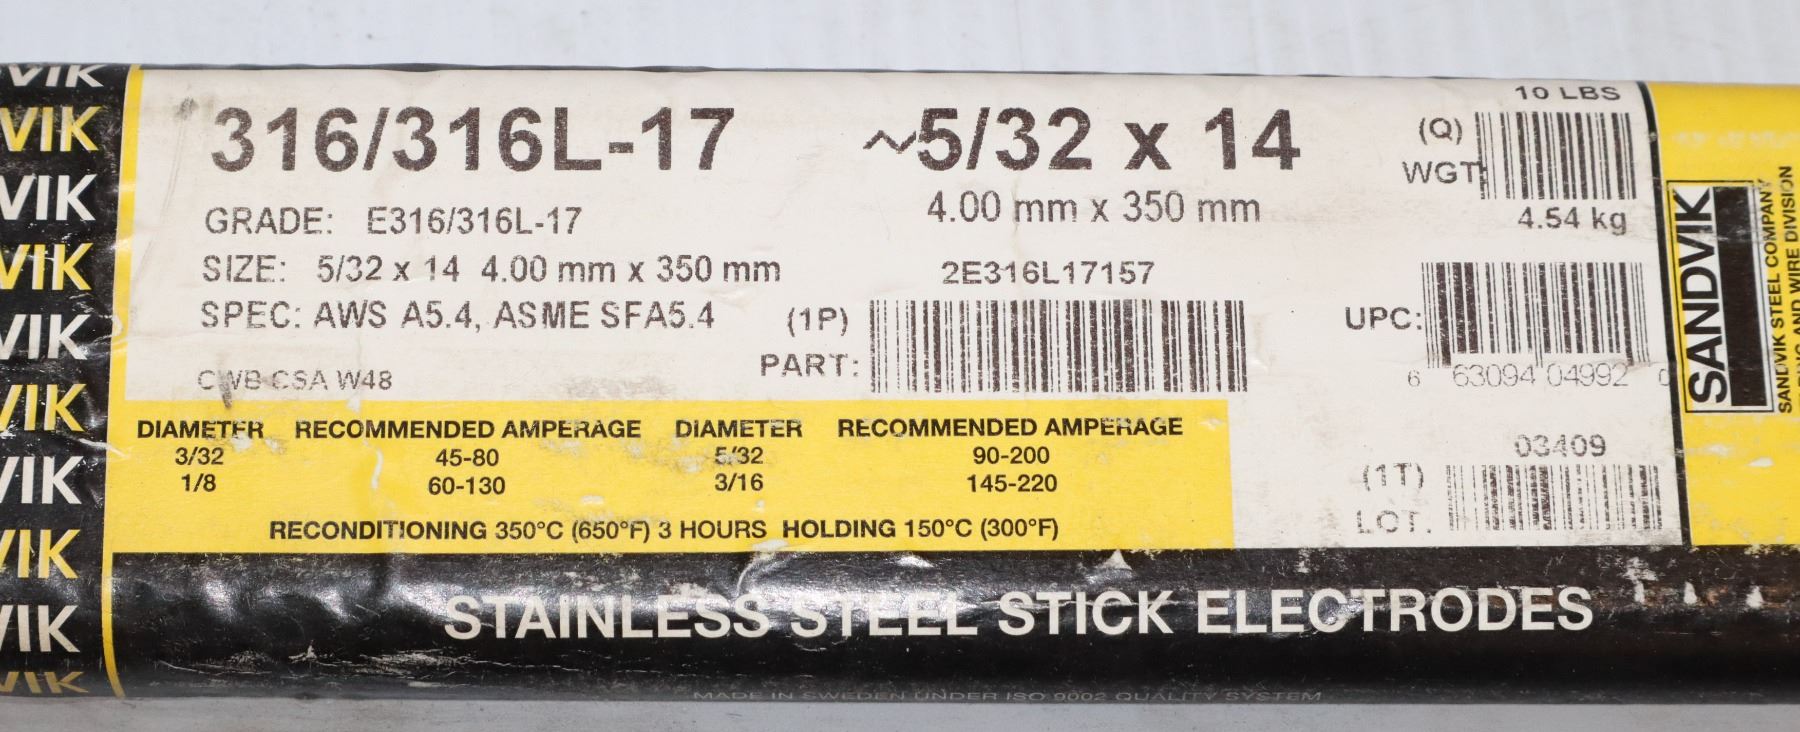 VIK
VIK
VIK
VIK
VIK
VIK
VIK
VIK
VIK
VIK
316/316L-17 ~5/32 x 14
4.00 mm x 350 mm
GRADE: E316/316L-17
SIZE: 5/32 x 14 4.00 mm x 350 mm
SPEC: AWS A5.4, ASME SFA5.4
CWB CSA W48
2E316L17157
(1P)
PART:
10 LBS
(Q)
WGT
4.54 kg
UPC:
6 63094 04992 0
03409
(1T)
LOT:
DIAMETER RECOMMENDED AMPERAGE DIAMETER RECOMMENDED AMPERAGE
3/32 45-80 5/32 90-200
1/8 60-130 3/16 145-220
RECONDITIONING 350°C (650°F) 3 HOURS HOLDING 150°C (300°F)
STAINLESS STEEL STICK ELECTRODES
MADE IN SWEDEN UNDER ISO 9002 QUALITY SYSTEM
SANDVIK
SANDVIK STEEL COMPANY
AND WIRE DIVISION